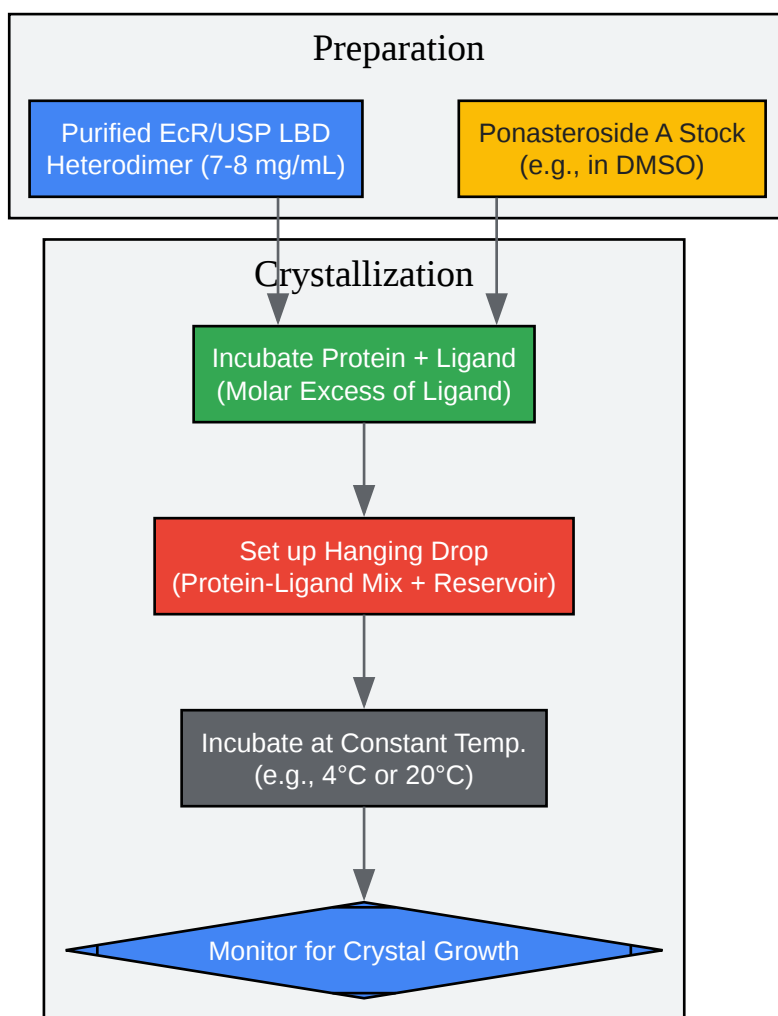 Preparation
Purified EcR/USP LBD
Heterodimer (7-8 mg/mL)
Ponasteroside A Stock
(e.g., in DMSO)
Crystallization
Incubate Protein + Ligand
(Molar Excess of Ligand)
Set up Hanging Drop
(Protein-Ligand Mix + Reservoir)
Incubate at Constant Temp.
(e.g., 4°C or 20°C)
Monitor for Crystal Growth